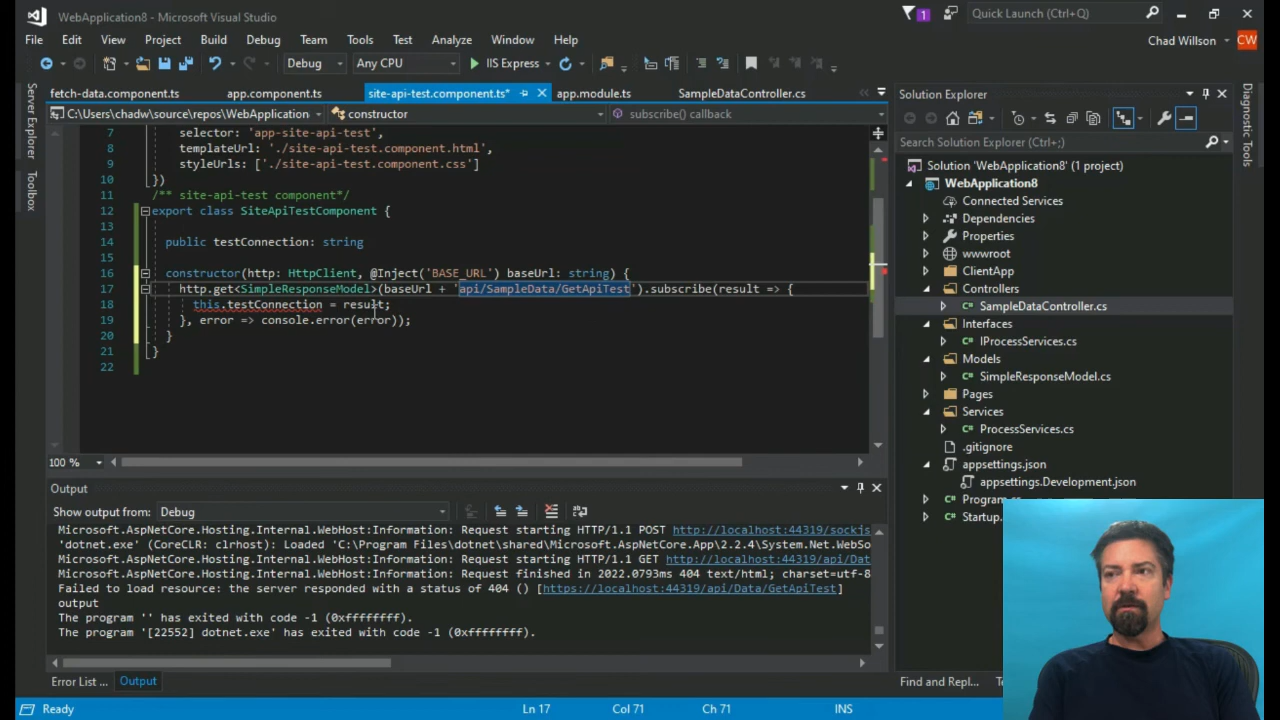 WebApplication8 - Microsoft Visual Studio
1
Quick Launch (Ctrl+Q)
File Edit View Project Build Debug Team Tools Test Analyze Window Help
Chad Willson CW
Debug Any CPU IIS Express
fetch-data.component.ts app.component.ts site-api-test.component.ts* app.module.ts SampleDataController.cs
C:\Users\chadw\source\repos\WebApplication constructor subscribe() callback
Server Explorer
Toolbox
7 selector: 'app-site-api-test',
8 templateUrl: './site-api-test.component.html',
9 styleUrls: ['./site-api-test.component.css']
10 })
11 /** site-api-test component*/
12 export class SiteApiTestComponent {
13
14 public testConnection: string
15
16 constructor(http: HttpClient, @Inject('BASE_URL') baseUrl: string) {
17 http.get<SimpleResponseModel>(baseUrl + 'api/SampleData/GetApiTest').subscribe(result => {
18 this.testConnection = result;
19 }, error => console.error(error));
20 }
21 }
22
100 %
Output
Show output from: Debug
Microsoft.AspNetCore.Hosting.Internal.WebHost:Information: Request starting HTTP/1.1 POST http://localhost:44319/sockjs
'dotnet.exe' (CoreCLR: clrhost): Loaded 'C:\Program Files\dotnet\shared\Microsoft.AspNetCore.App\2.2.4\System.Net.WebSo
Microsoft.AspNetCore.Hosting.Internal.WebHost:Information: Request starting HTTP/1.1 GET http://localhost:44319/api/Dat
Microsoft.AspNetCore.Hosting.Internal.WebHost:Information: Request finished in 2022.0793ms 404 text/html; charset=utf-8
Failed to load resource: the server responded with a status of 404 () [https://localhost:44319/api/Data/GetApiTest]
output
The program '' has exited with code -1 (0xffffffff).
The program '[22552] dotnet.exe' has exited with code -1 (0xffffffff).
Error List ... Output
Ready Ln 17 Col 71 Ch 71 INS
Solution Explorer
Search Solution Explorer (Ctrl+;)
Solution 'WebApplication8' (1 project)
WebApplication8
Connected Services
Dependencies
Properties
wwwroot
ClientApp
Controllers
C# SampleDataController.cs
Interfaces
C# IProcessServices.cs
Models
C# SimpleResponseModel.cs
Pages
Services
C# ProcessServices.cs
.gitignore
appsettings.json
appsettings.Development.json
C# Program.cs
C# Startup.
Find and Repl...
Diagnostic Tools